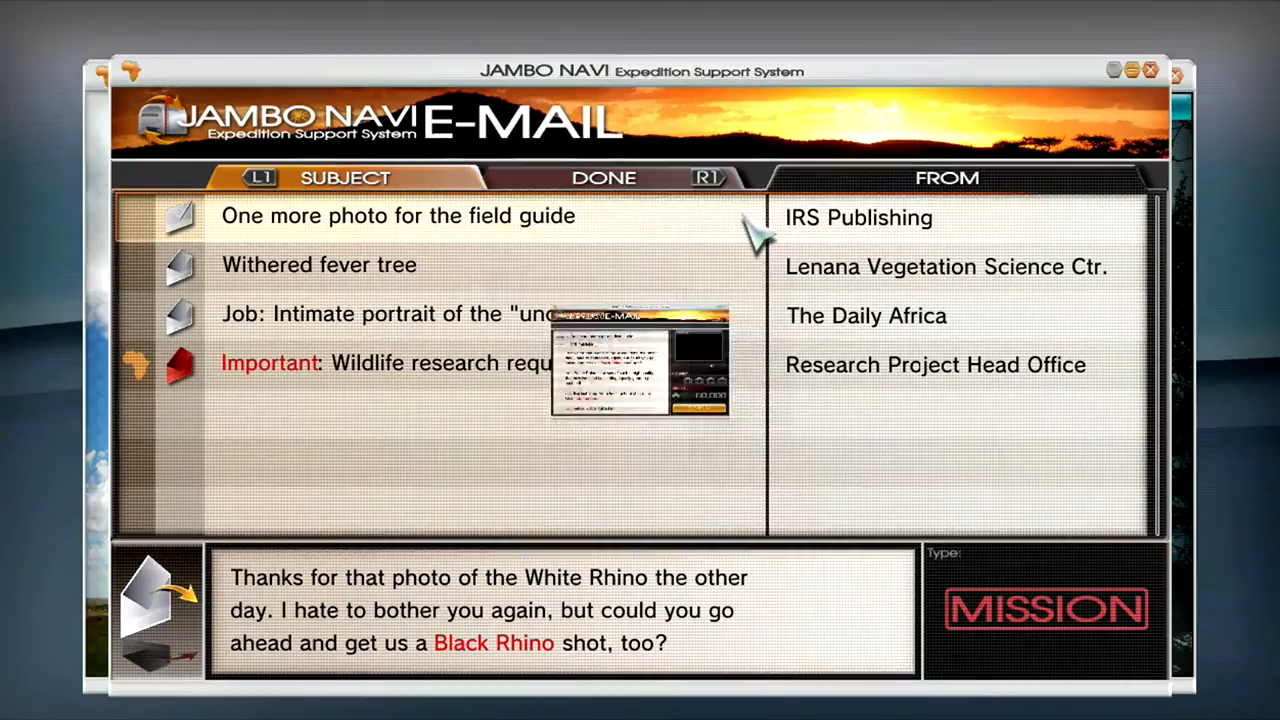 JAMBO NAVI Expedition Support System
JAMBO NAVI E-MAIL
Expedition Support System
L1 SUBJECT DONE R1 FROM
One more photo for the field guide IRS Publishing
Withered fever tree Lenana Vegetation Science Ctr.
Job: Intimate portrait of the "unc The Daily Africa
Important: Wildlife research requ Research Project Head Office
Thanks for that photo of the White Rhino the other
day. I hate to bother you again, but could you go
ahead and get us a Black Rhino shot, too?
Type:
MISSION